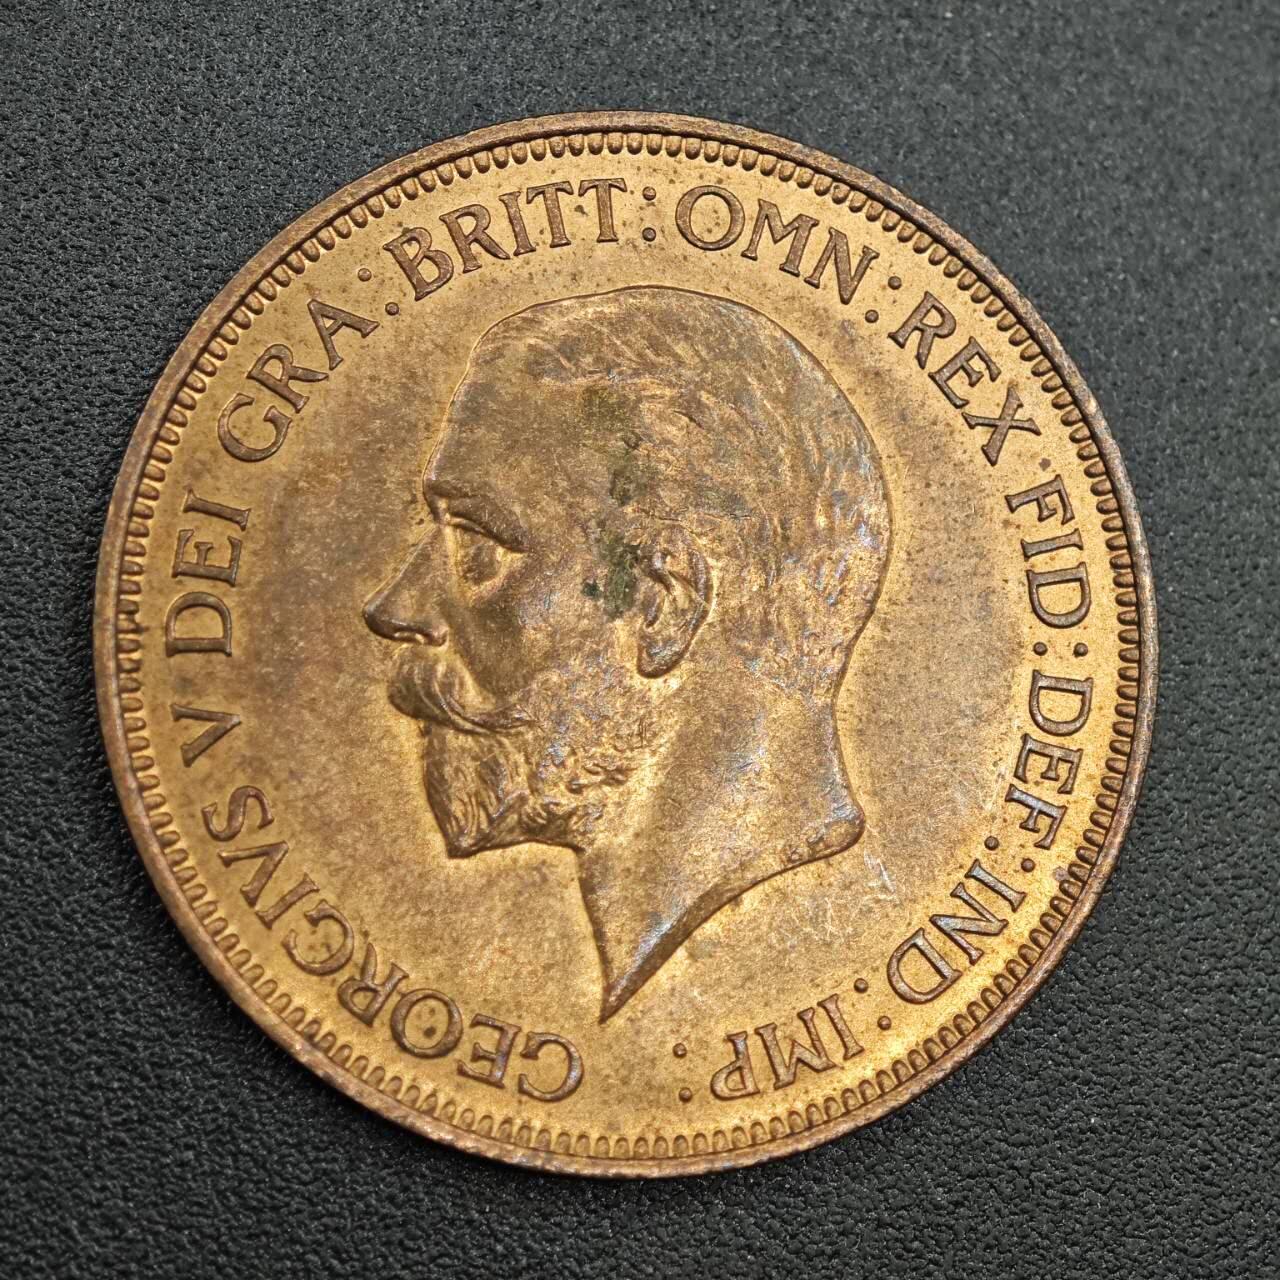 GEORGIVS V DEI GRA: BRITT: OMN: REX FID: DEF: IND: IMP: